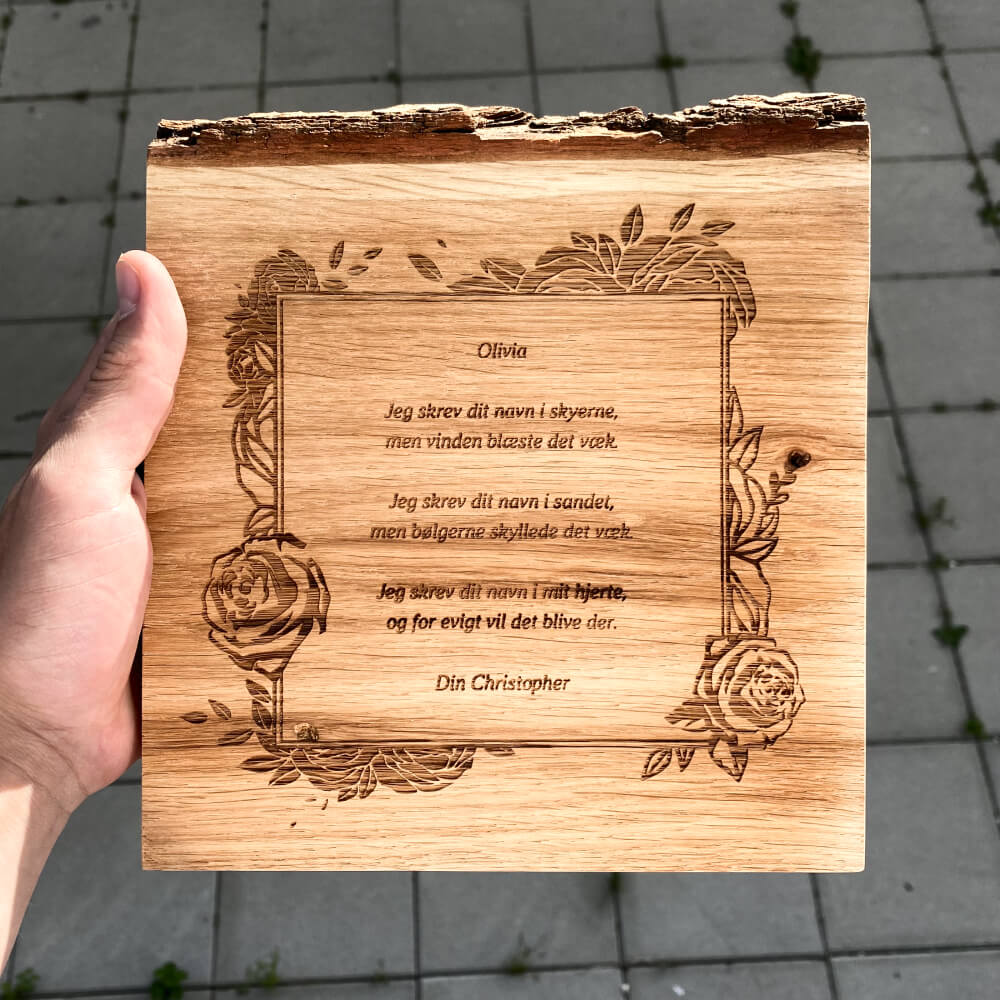 Olivia
Jeg skrev dit navn i skyerne,
men vinden blæste det væk.
Jeg skrev dit navn i sandet,
men bølgerne skyllede det væk.
Jeg skrev dit navn i mit hjerte,
og for evigt vil det blive der.
Din Christopher